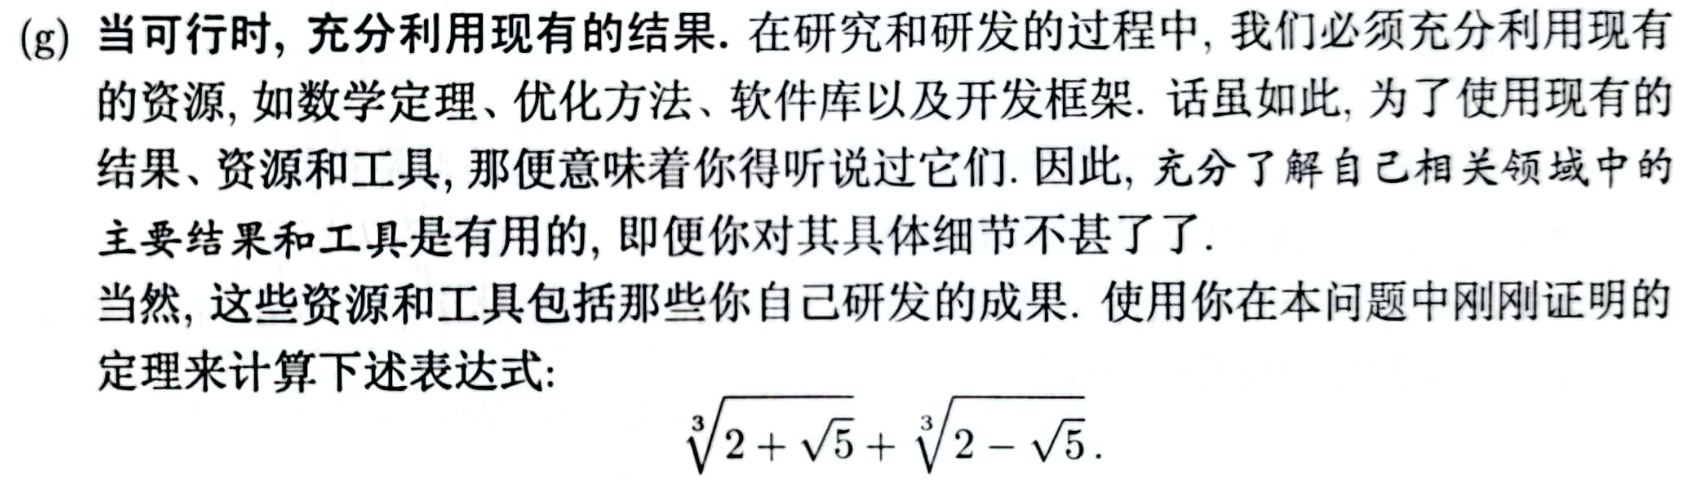 (g) 当可行时, 充分利用现有的结果. 在研究和研发的过程中, 我们必须充分利用现有
的资源, 如数学定理、优化方法、软件库以及开发框架. 话虽如此, 为了使用现有的
结果、资源和工具, 那便意味着你得听说过它们. 因此, 充分了解自己相关领域中的
主要结果和工具是有用的, 即便你对其具体细节不甚了了.
当然, 这些资源和工具包括那些你自己研发的成果. 使用你在本问题中刚刚证明的
定理来计算下述表达式:
∛(2 + √5) + ∛(2 − √5).